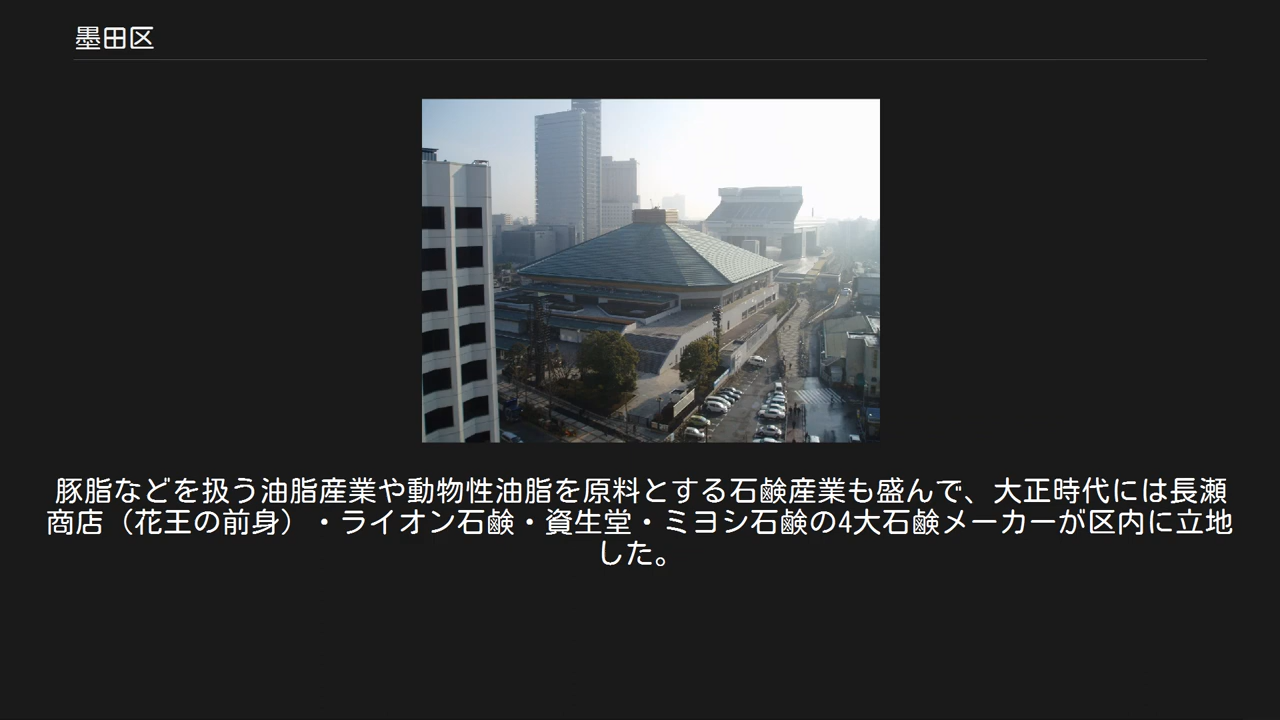 墨田区
豚脂などを扱う油脂産業や動物性油脂を原料とする石鹸産業も盛んで、大正時代には長瀬
商店（花王の前身）・ライオン石鹸・資生堂・ミヨシ石鹸の4大石鹸メーカーが区内に立地
した。